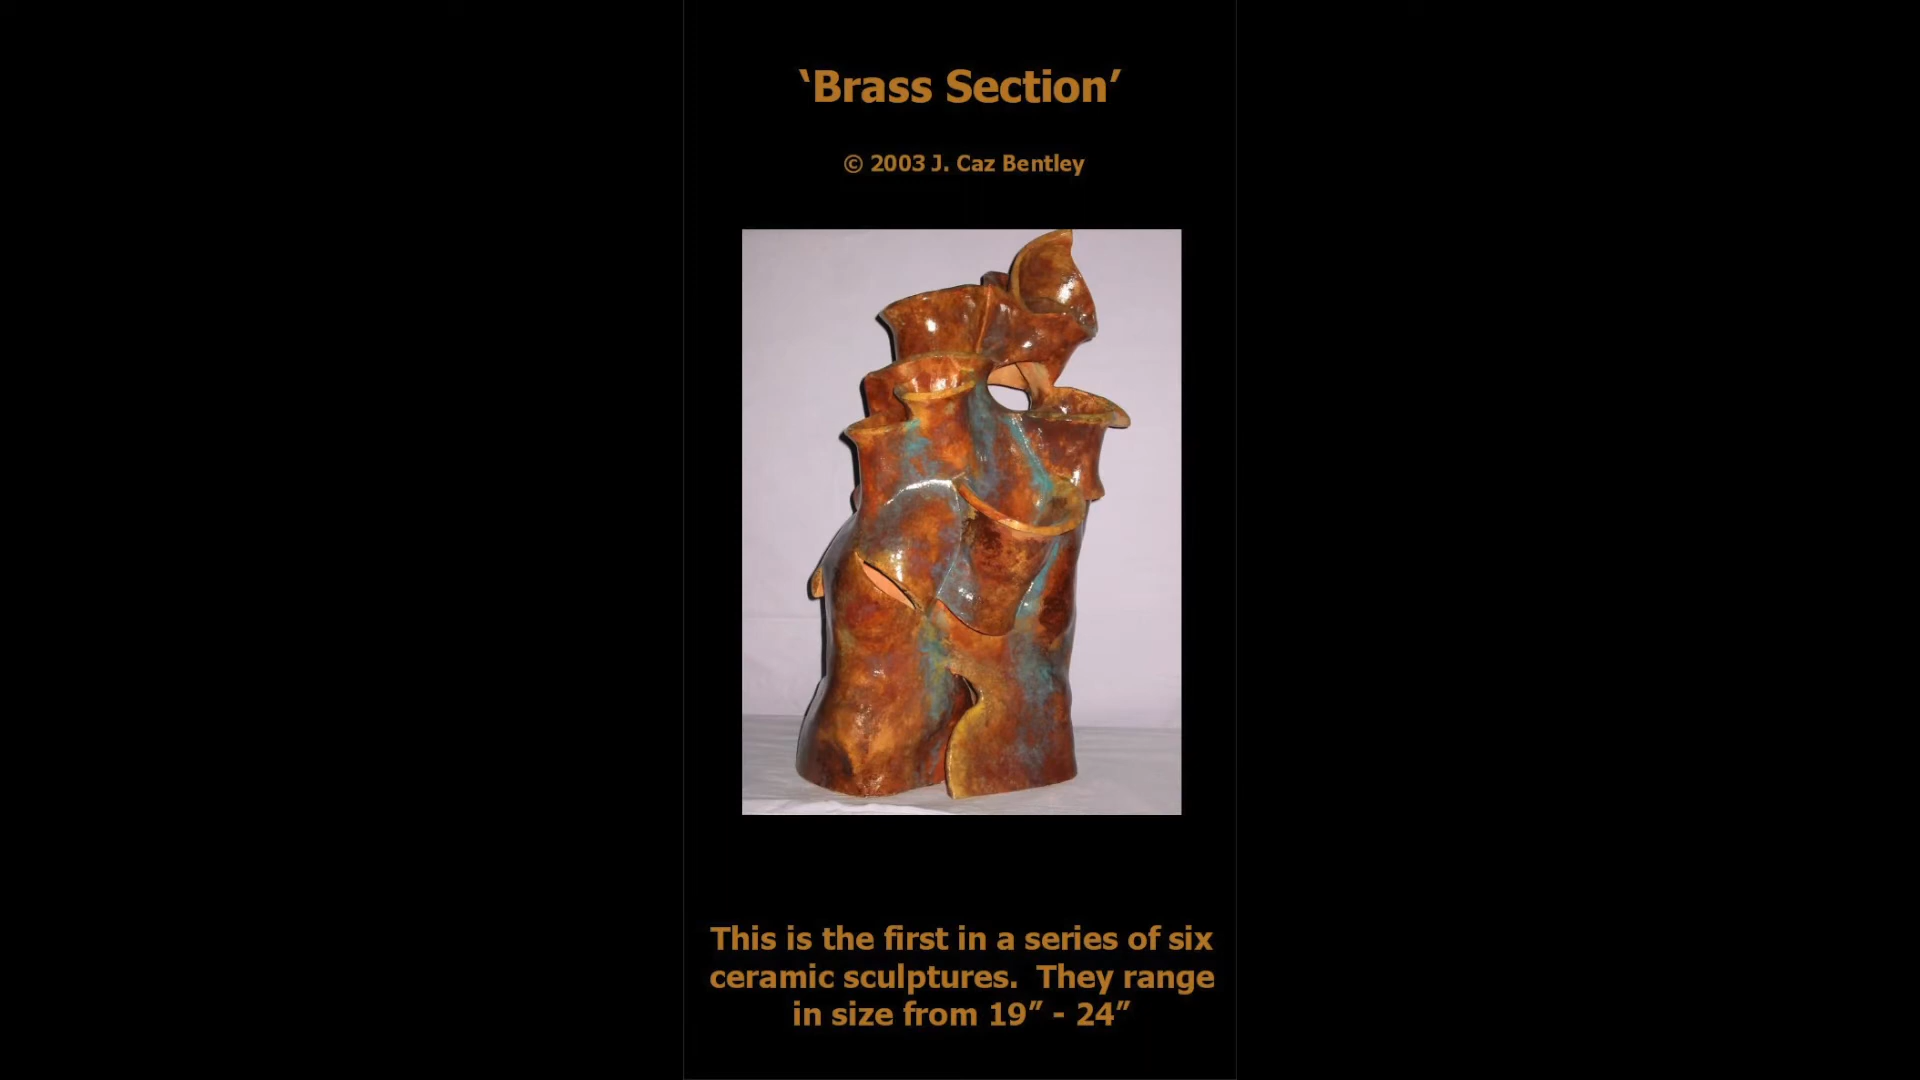 ‘Brass Section’
© 2003 J. Caz Bentley
This is the first in a series of six
ceramic sculptures.  They range
in size from 19” - 24”